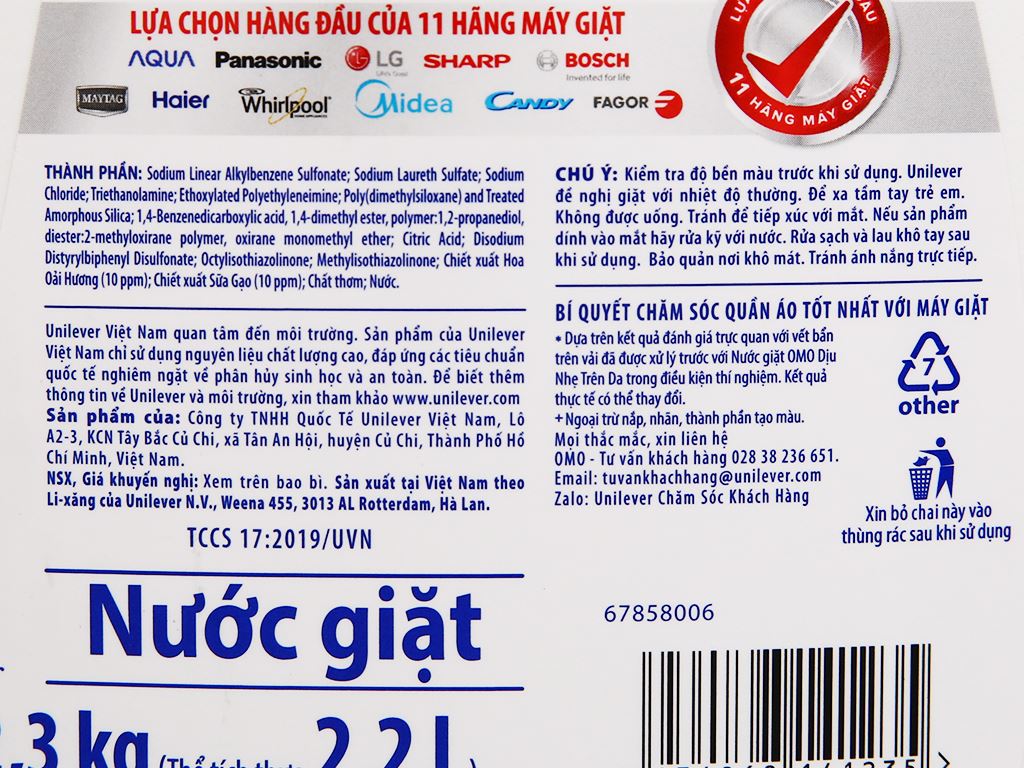 LỰA CHỌN HÀNG ĐẦU CỦA 11 HÃNG MÁY GIẶT
AQUA Panasonic LG SHARP BOSCH
Invented for life
MAYTAG Haier Whirlpool Midea CANDY FAGOR
HOME APPLIANCES
11 HÃNG MÁY GIẶT
THÀNH PHẦN: Sodium Linear Alkylbenzene Sulfonate; Sodium Laureth Sulfate; Sodium
Chloride; Triethanolamine; Ethoxylated Polyethyleneimine; Poly(dimethylsiloxane) and Treated
Amorphous Silica; 1,4-Benzenedicarboxylic acid, 1,4-dimethyl ester, polymer:1,2-propanediol,
diester:2-methyloxirane polymer, oxirane monomethyl ether; Citric Acid; Disodium
Distyrylbiphenyl Disulfonate; Octylisothiazolinone; Methylisothiazolinone; Chiết xuất Hoa
Oải Hương (10 ppm); Chiết xuất Sữa Gạo (10 ppm); Chất thơm; Nước.
Unilever Việt Nam quan tâm đến môi trường. Sản phẩm của Unilever
Việt Nam chỉ sử dụng nguyên liệu chất lượng cao, đáp ứng các tiêu chuẩn
quốc tế nghiêm ngặt về phân hủy sinh học và an toàn. Để biết thêm
thông tin về Unilever và môi trường, xin tham khảo www.unilever.com
Sản phẩm của: Công ty TNHH Quốc Tế Unilever Việt Nam, Lô
A2-3, KCN Tây Bắc Củ Chi, xã Tân An Hội, huyện Củ Chi, Thành Phố Hồ
Chí Minh, Việt Nam.
NSX, Giá khuyến nghị: Xem trên bao bì. Sản xuất tại Việt Nam theo
Li-xăng của Unilever N.V., Weena 455, 3013 AL Rotterdam, Hà Lan.
TCCS 17:2019/UVN
Nước giặt
2,3 kg (Thể tích thực 2,2 L)
CHÚ Ý: Kiểm tra độ bền màu trước khi sử dụng. Unilever
đề nghị giặt với nhiệt độ thường. Để xa tầm tay trẻ em.
Không được uống. Tránh để tiếp xúc với mắt. Nếu sản phẩm
dính vào mắt hãy rửa kỹ với nước. Rửa sạch và lau khô tay sau
khi sử dụng. Bảo quản nơi khô mát. Tránh ánh nắng trực tiếp.
BÍ QUYẾT CHĂM SÓC QUẦN ÁO TỐT NHẤT VỚI MÁY GIẶT
* Dựa trên kết quả đánh giá trực quan với vết bẩn
trên vải đã được xử lý trước với Nước giặt OMO Dịu
Nhẹ Trên Da trong điều kiện thí nghiệm. Kết quả
thực tế có thể thay đổi.
+ Ngoại trừ nắp, nhãn, thành phần tạo màu.
Mọi thắc mắc, xin liên hệ
OMO - Tư vấn khách hàng 028 38 236 651.
Email: tuvankhachhang@unilever.com
Zalo: Unilever Chăm Sóc Khách Hàng
7
other
Xin bỏ chai này vào
thùng rác sau khi sử dụng
67858006